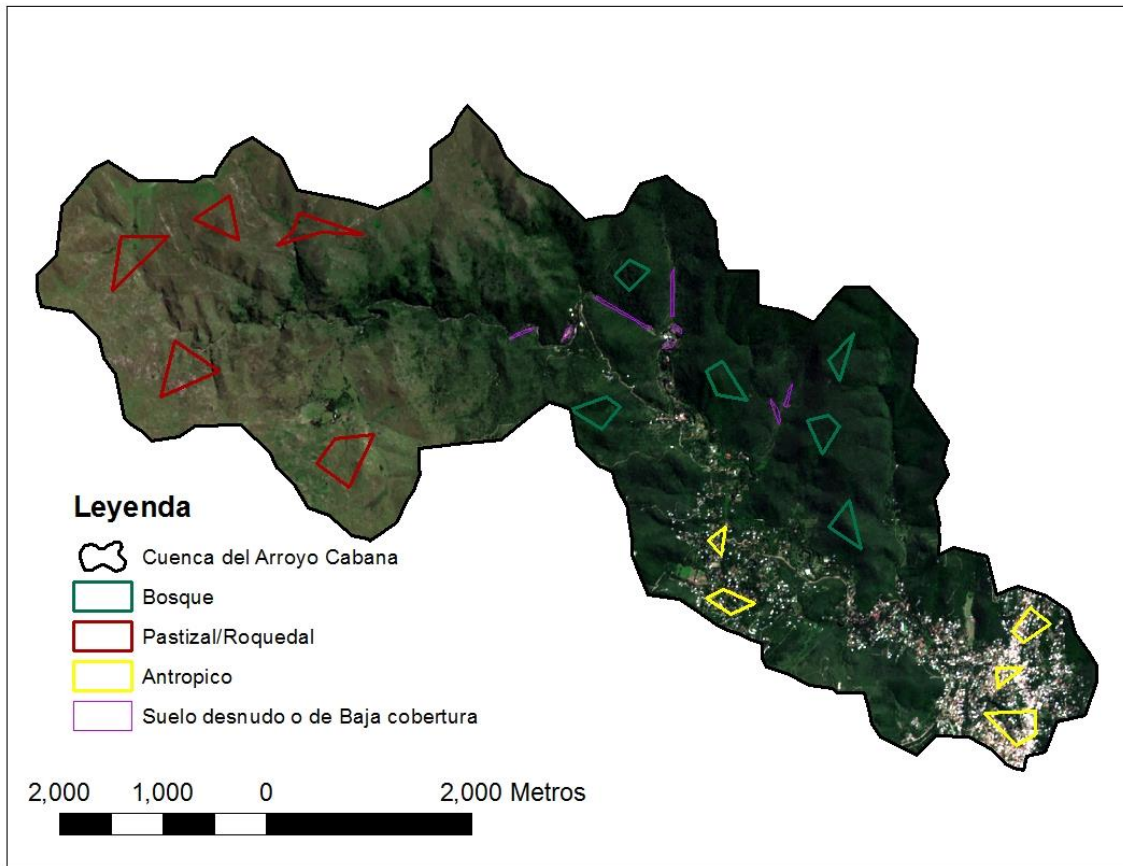 Leyenda
Cuenca del Arroyo Cabana
Bosque
Pastizal/Roquedal
Antropico
Suelo desnudo o de Baja cobertura
2,000 1,000 0 2,000 Metros